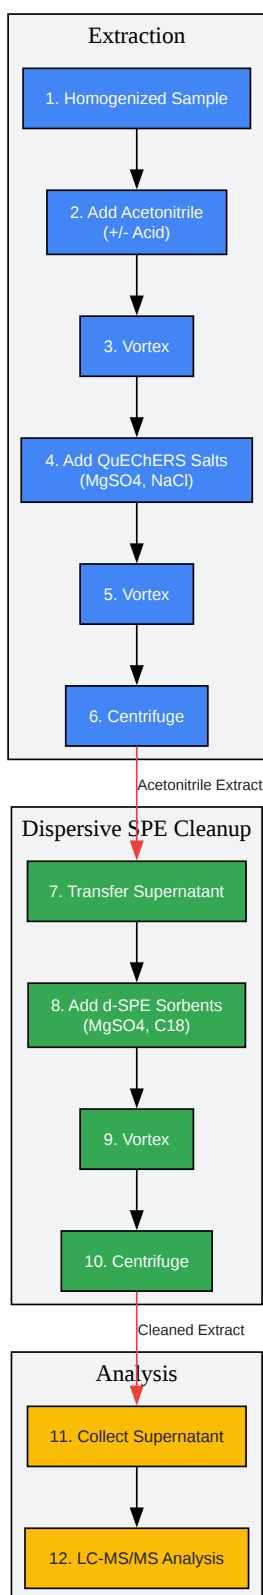 Extraction
1. Homogenized Sample
2. Add Acetonitrile
(+/- Acid)
3. Vortex
4. Add QuEChERS Salts
(MgSO4, NaCl)
5. Vortex
6. Centrifuge
Acetonitrile Extract
Dispersive SPE Cleanup
7. Transfer Supernatant
8. Add d-SPE Sorbents
(MgSO4, C18)
9. Vortex
10. Centrifuge
Cleaned Extract
Analysis
11. Collect Supernatant
12. LC-MS/MS Analysis